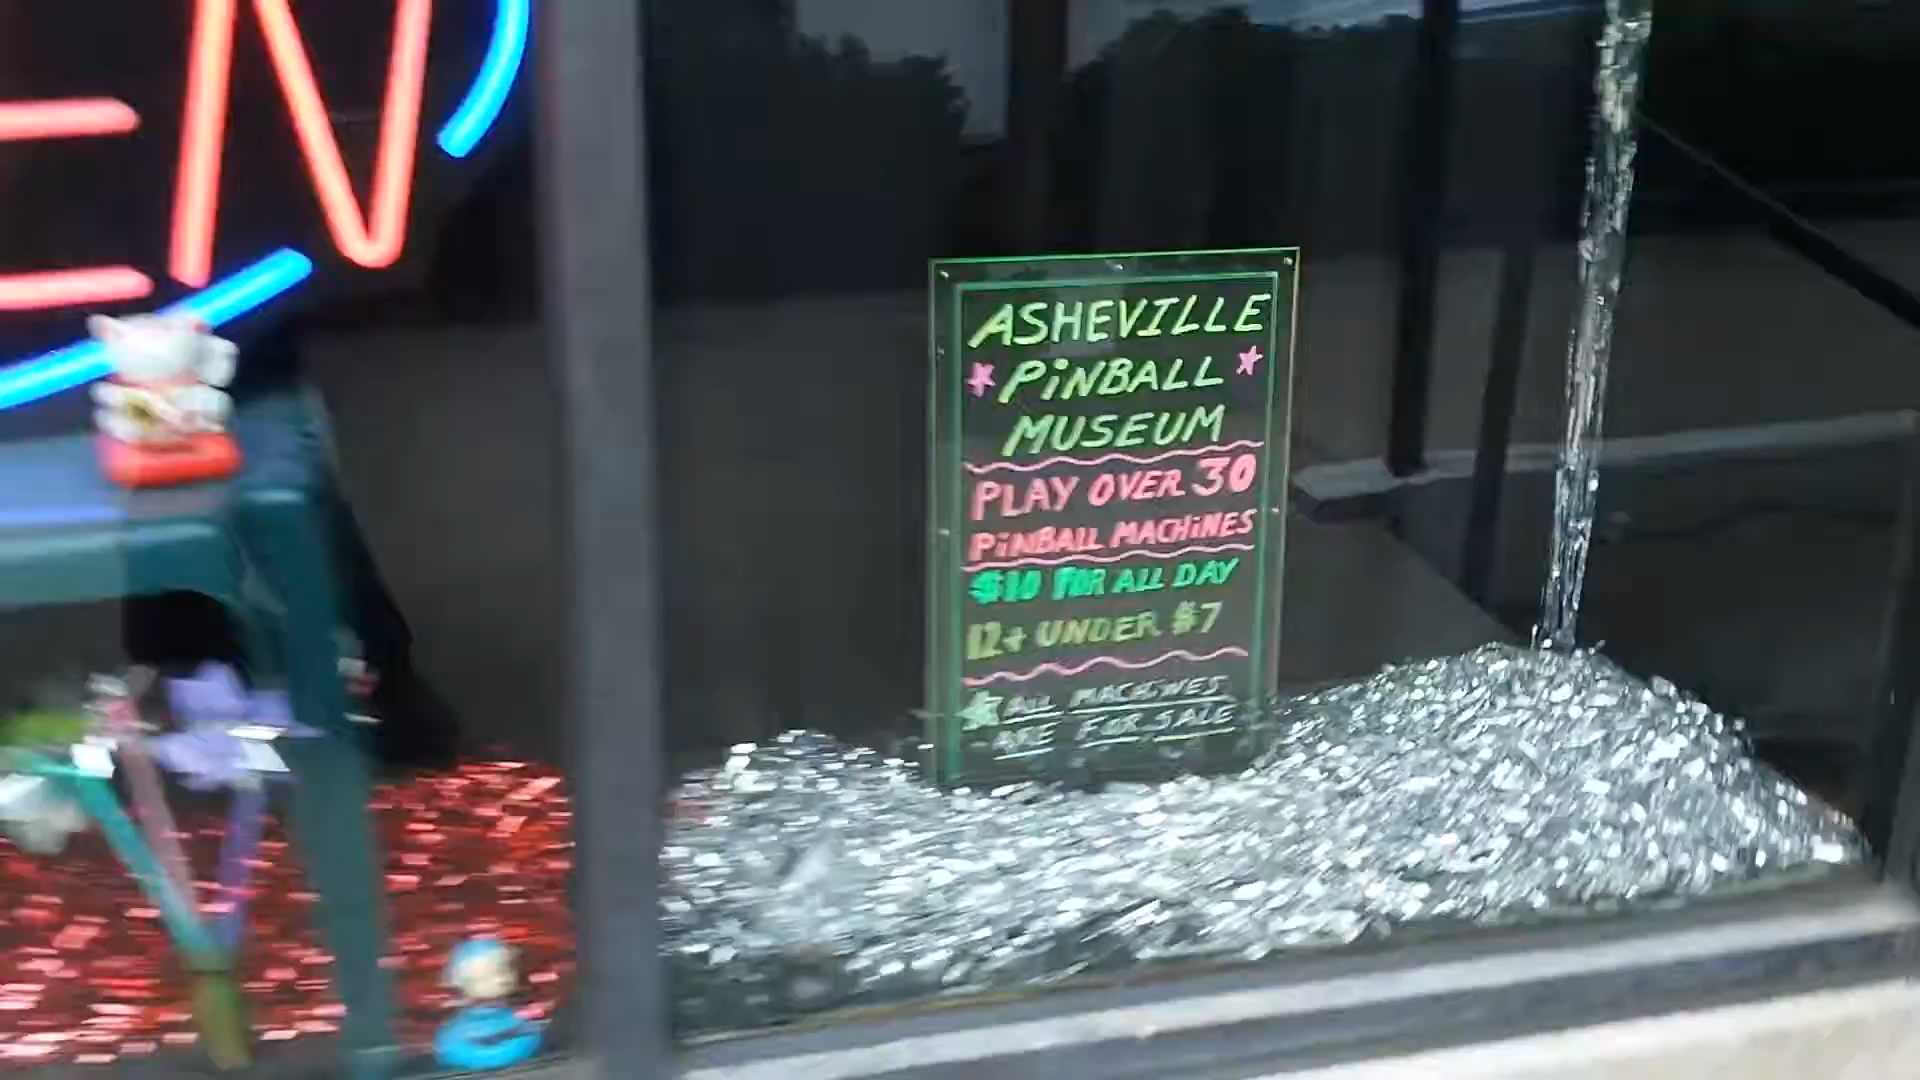 EN
ASHEVILLE
PiNBALL
MUSEUM
PLAY OVER 30
PiNBALL MACHiNES
$10 FOR ALL DAY
12+ UNDER $7
ALL MACHINES
ARE FOR SALE